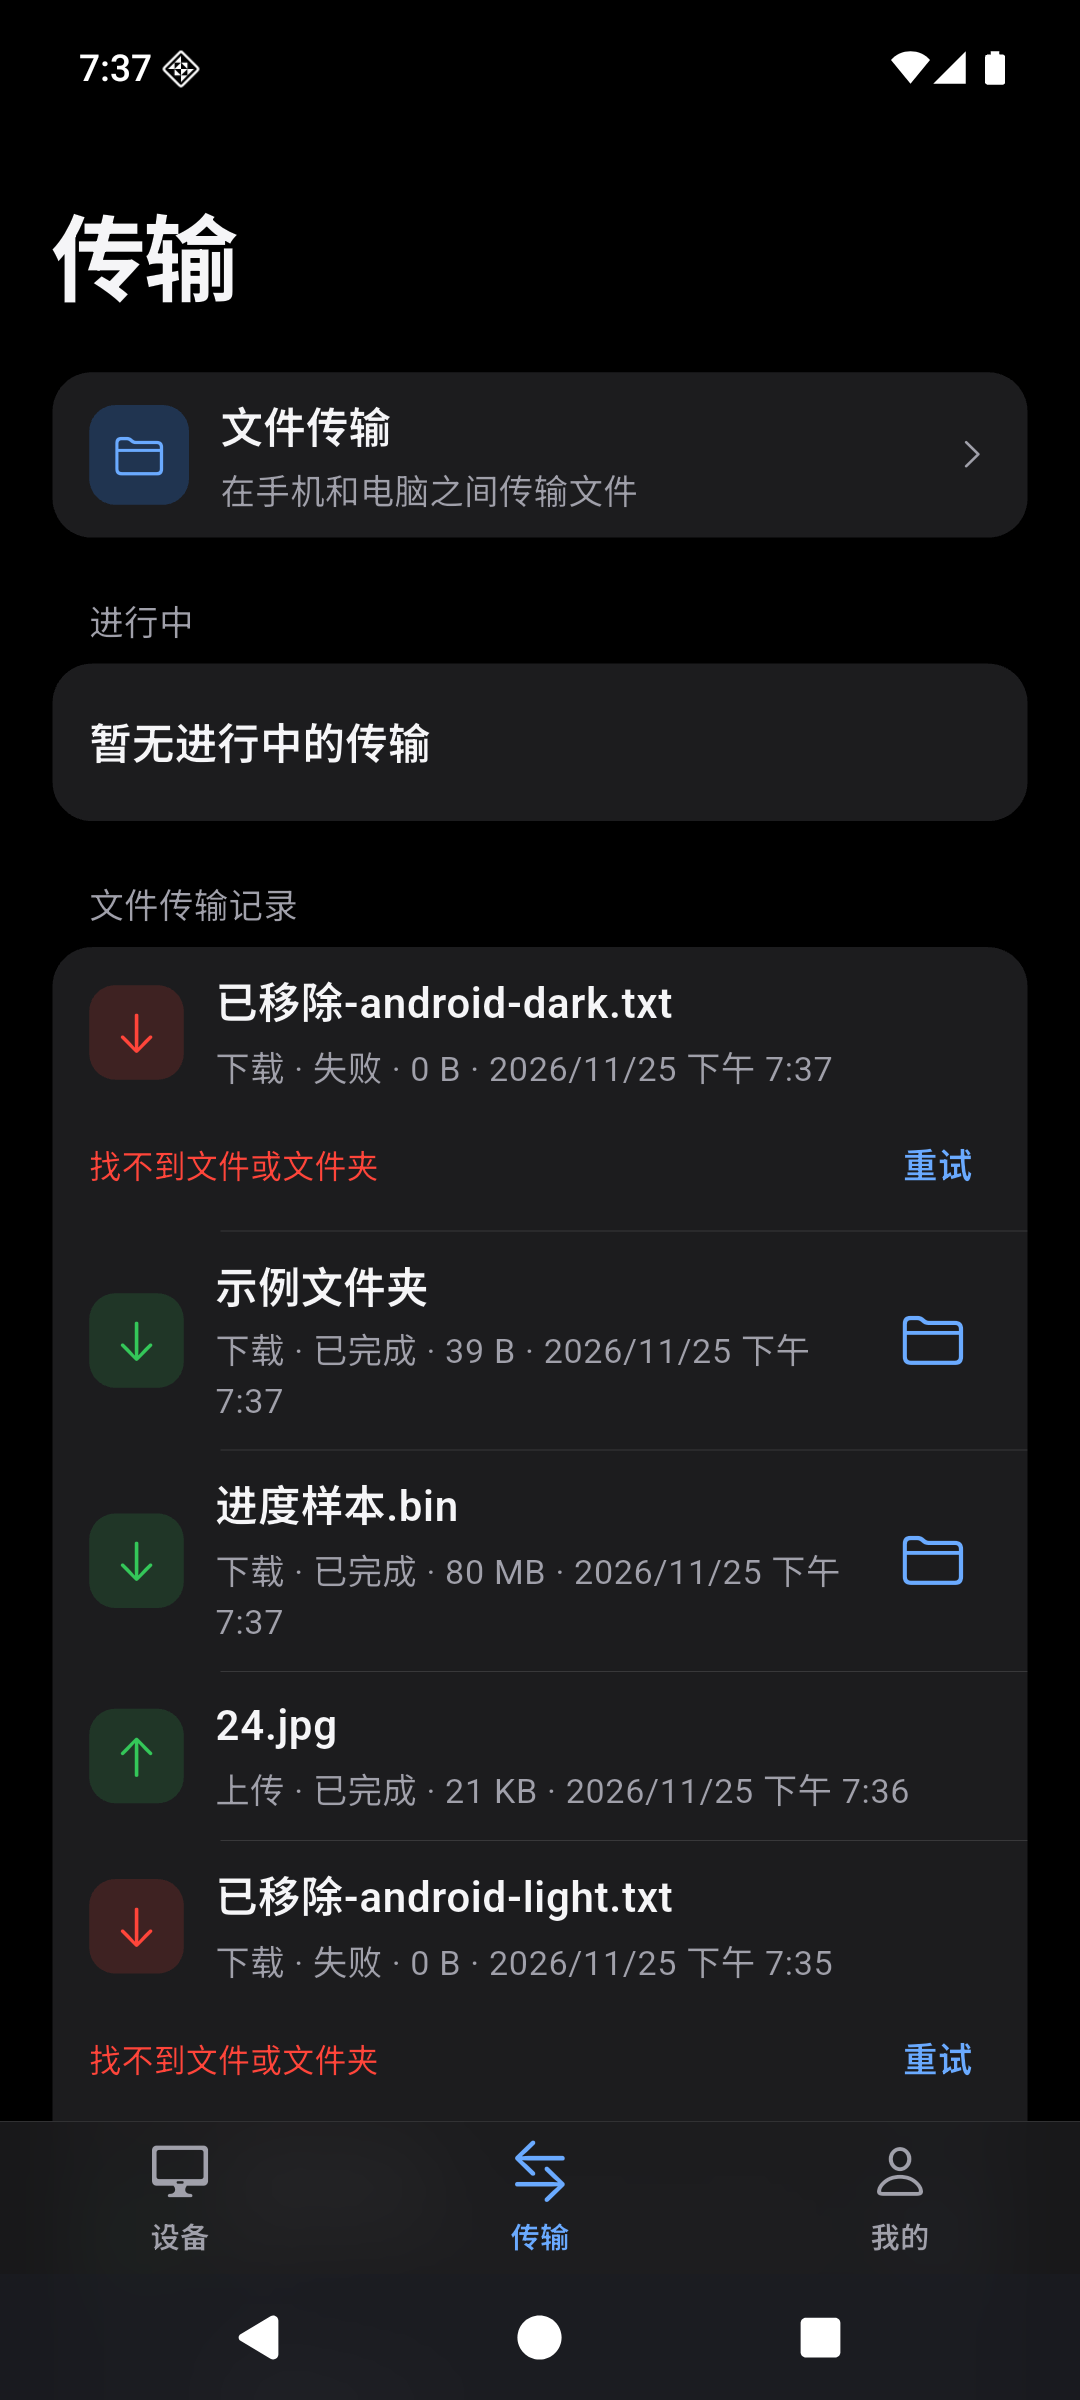 7:37
传输
文件传输
在手机和电脑之间传输文件
进行中
暂无进行中的传输
文件传输记录
已移除-android-dark.txt
下载 · 失败 · 0 B · 2026/11/25 下午 7:37
找不到文件或文件夹
重试
示例文件夹
下载 · 已完成 · 39 B · 2026/11/25 下午
7:37
进度样本.bin
下载 · 已完成 · 80 MB · 2026/11/25 下午
7:37
24.jpg
上传 · 已完成 · 21 KB · 2026/11/25 下午 7:36
已移除-android-light.txt
下载 · 失败 · 0 B · 2026/11/25 下午 7:35
找不到文件或文件夹
重试
设备
传输
我的